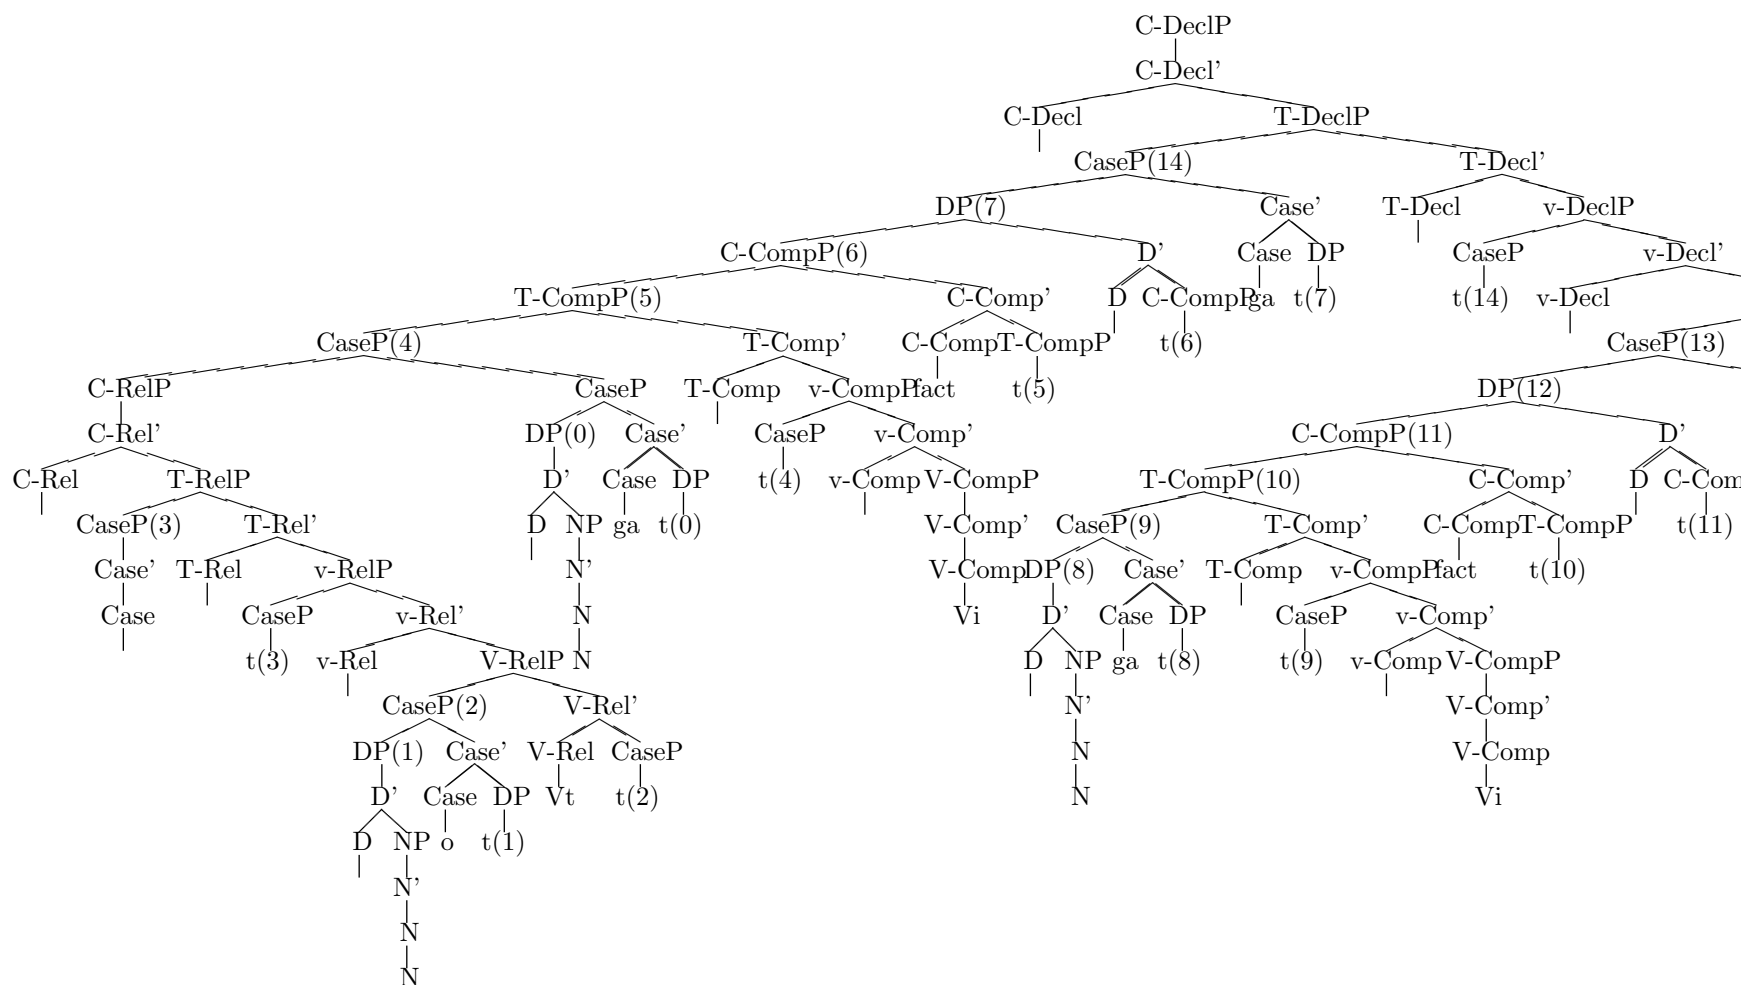 C-DeclP
C-Decl’
C-Decl T-DeclP
CaseP(14) T-Decl’
DP(7) Case’ T-Decl v-DeclP
C-CompP(6) D’ Case DP CaseP v-Decl’
T-CompP(5) C-Comp’ D C-CompP ga t(7) t(14) v-Decl
CaseP(4) T-Comp’ C-Comp T-CompP t(6) CaseP(13)
C-RelP CaseP T-Comp v-CompP fact t(5) DP(12)
C-Rel’ DP(0) Case’ CaseP v-Comp’ C-CompP(11) D’
C-Rel T-RelP D’ Case DP t(4) v-Comp V-CompP T-CompP(10) C-Comp’ D C-Com
CaseP(3) T-Rel’ D NP ga t(0) V-Comp’ CaseP(9) T-Comp’ C-Comp T-CompP t(11)
Case’ T-Rel v-RelP N’ V-Comp DP(8) Case’ T-Comp v-CompP fact t(10)
Case CaseP v-Rel’ N Vi D’ Case DP CaseP v-Comp’
t(3) v-Rel V-RelP N D NP ga t(8) t(9) v-Comp V-CompP
CaseP(2) V-Rel’ N’ V-Comp’
DP(1) Case’ V-Rel CaseP N V-Comp
D’ Case DP Vt t(2) N Vi
D NP o t(1)
N’
N
N